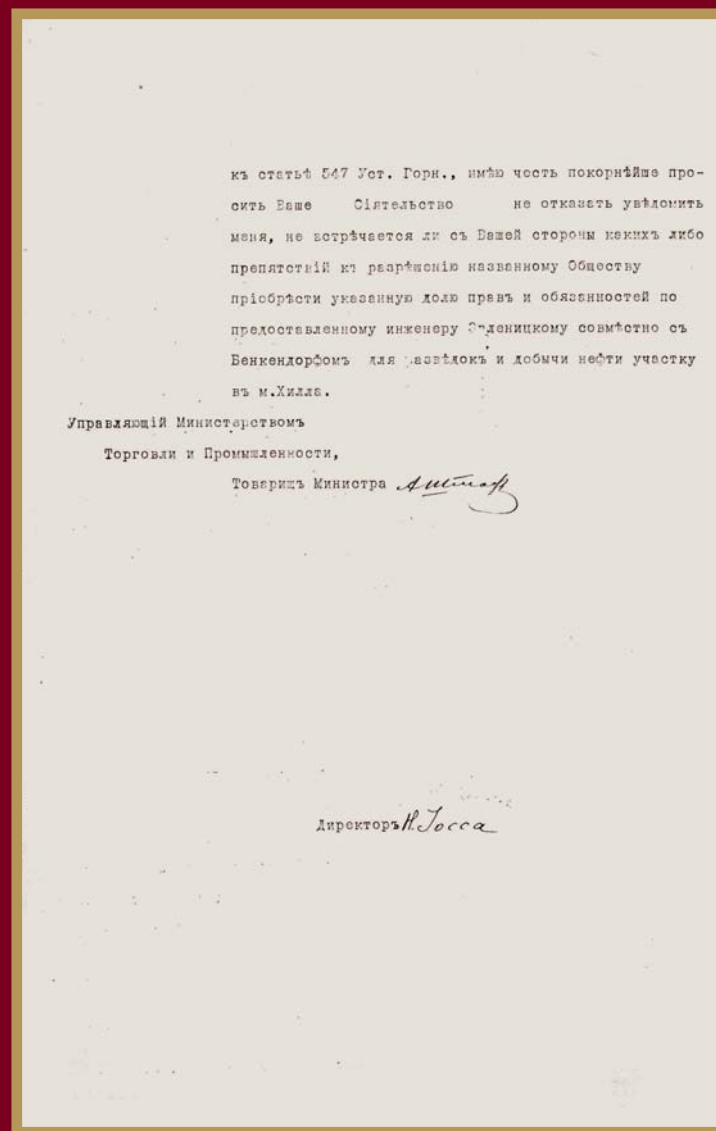 къ статьѣ 547 Уст. Горн., имѣю честь покорнѣйше про-
сить Ваше Сіятельство не отказать увѣдомить
меня, не встрѣчается ли съ Вашей стороны какихъ либо
препятствій къ разрѣшенію названному Обществу
пріобрѣсти указанную долю правъ и обязанностей по
предоставленному инженеру совмѣстно съ
Бенкендорфомъ для развѣдокъ и добычи нефти участку
въ м.Хилла.
Управляющій Министерствомъ
Торговли и Промышленности,
Товарищъ Министра
Директоръ Н. Іосса